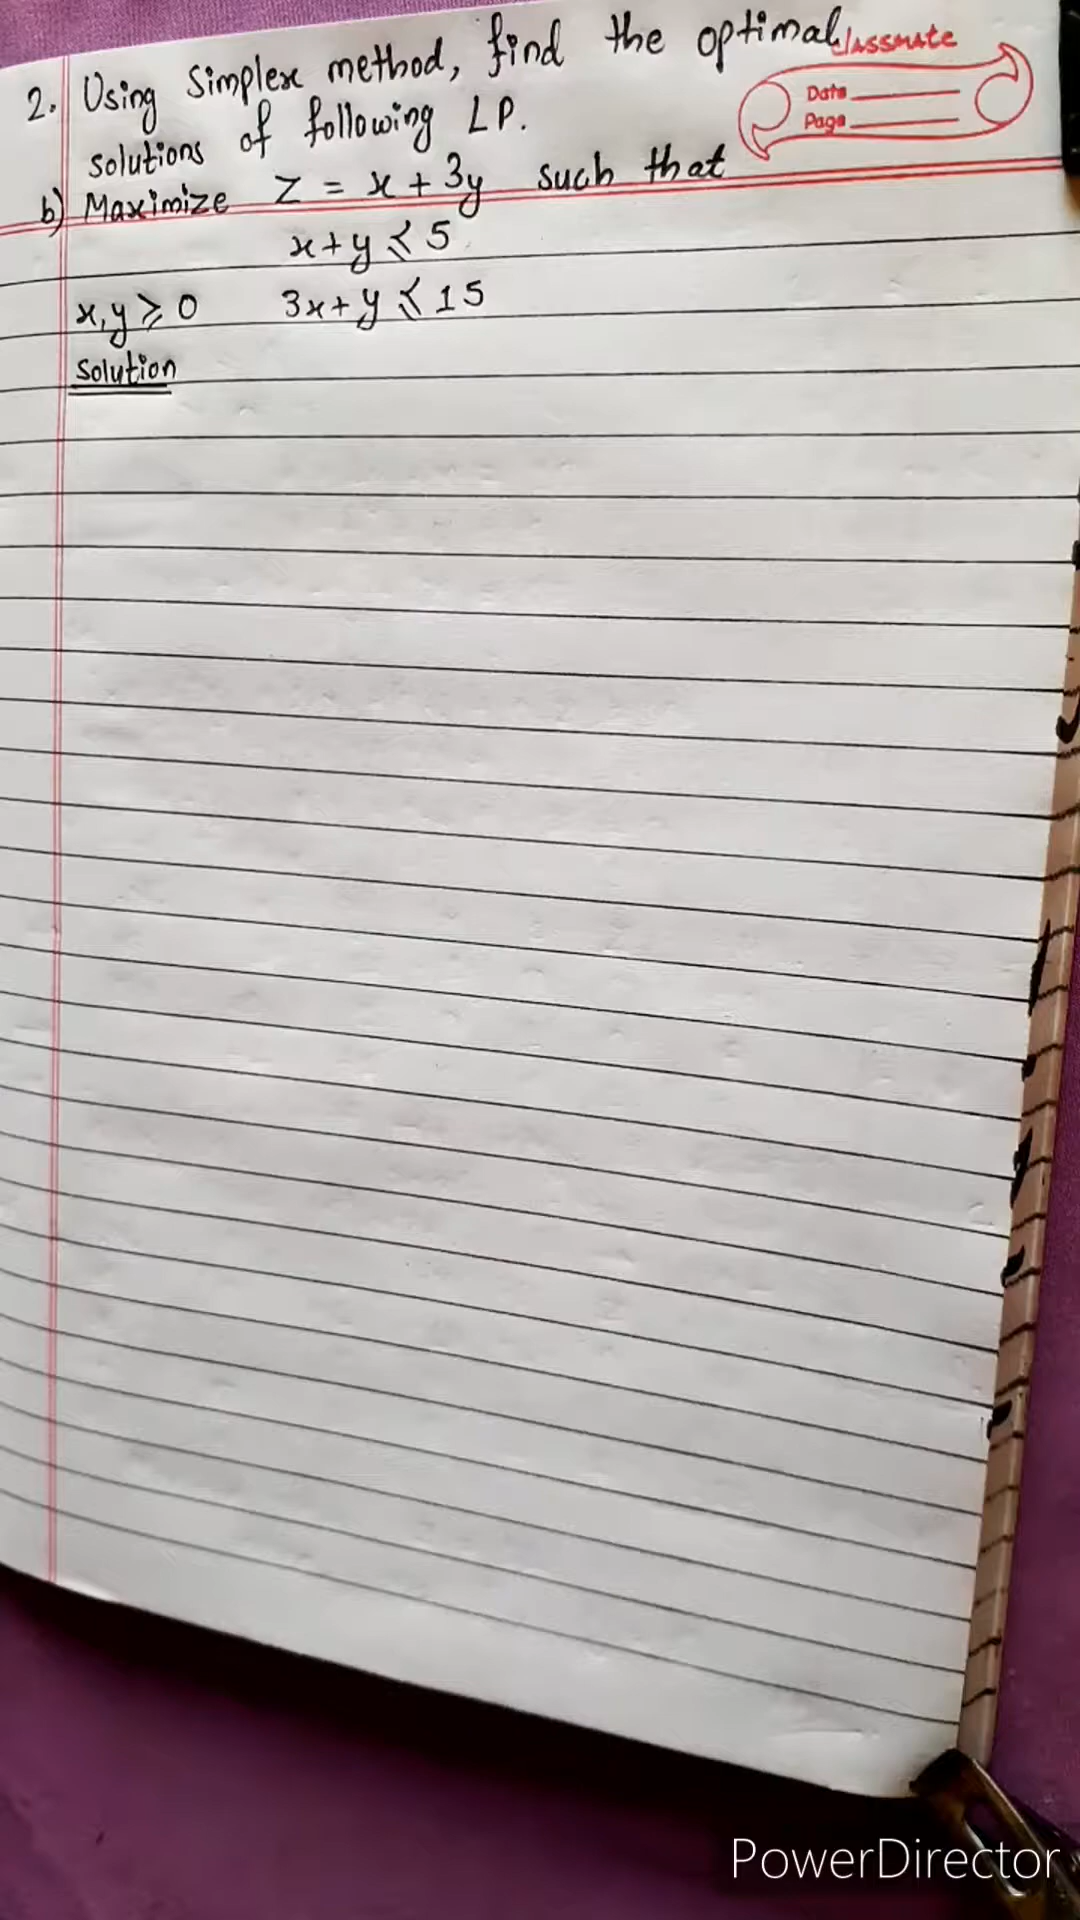 2. Using Simplex method, find the optimal
classmate
Date
Page
solutions of following LP.
b) Maximize Z = x + 3y such that
x + y ⩽ 5
x, y ⩾ 0 3x + y ⩽ 15
Solution
PowerDirector